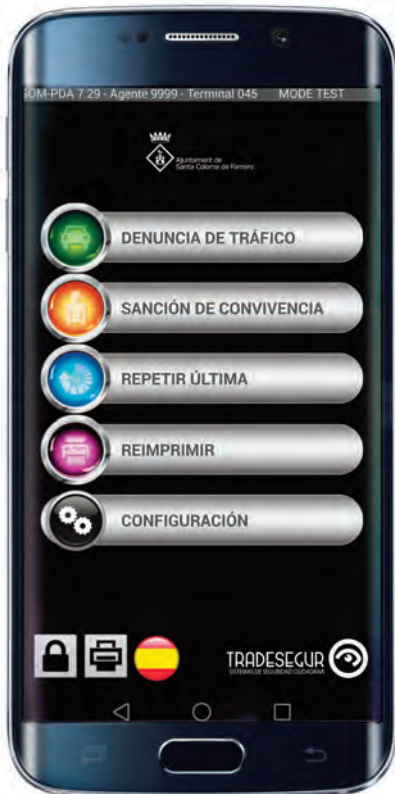 SOM-PDA 7.29 - Agente 9999 - Terminal 045 MODE TEST
Ajuntament de
Santa Coloma de Farners
DENUNCIA DE TRÁFICO
SANCIÓN DE CONVIVENCIA
REPETIR ÚLTIMA
REIMPRIMIR
CONFIGURACIÓN
TRADESEGUR
SISTEMAS DE SEGURIDAD CIUDADANA